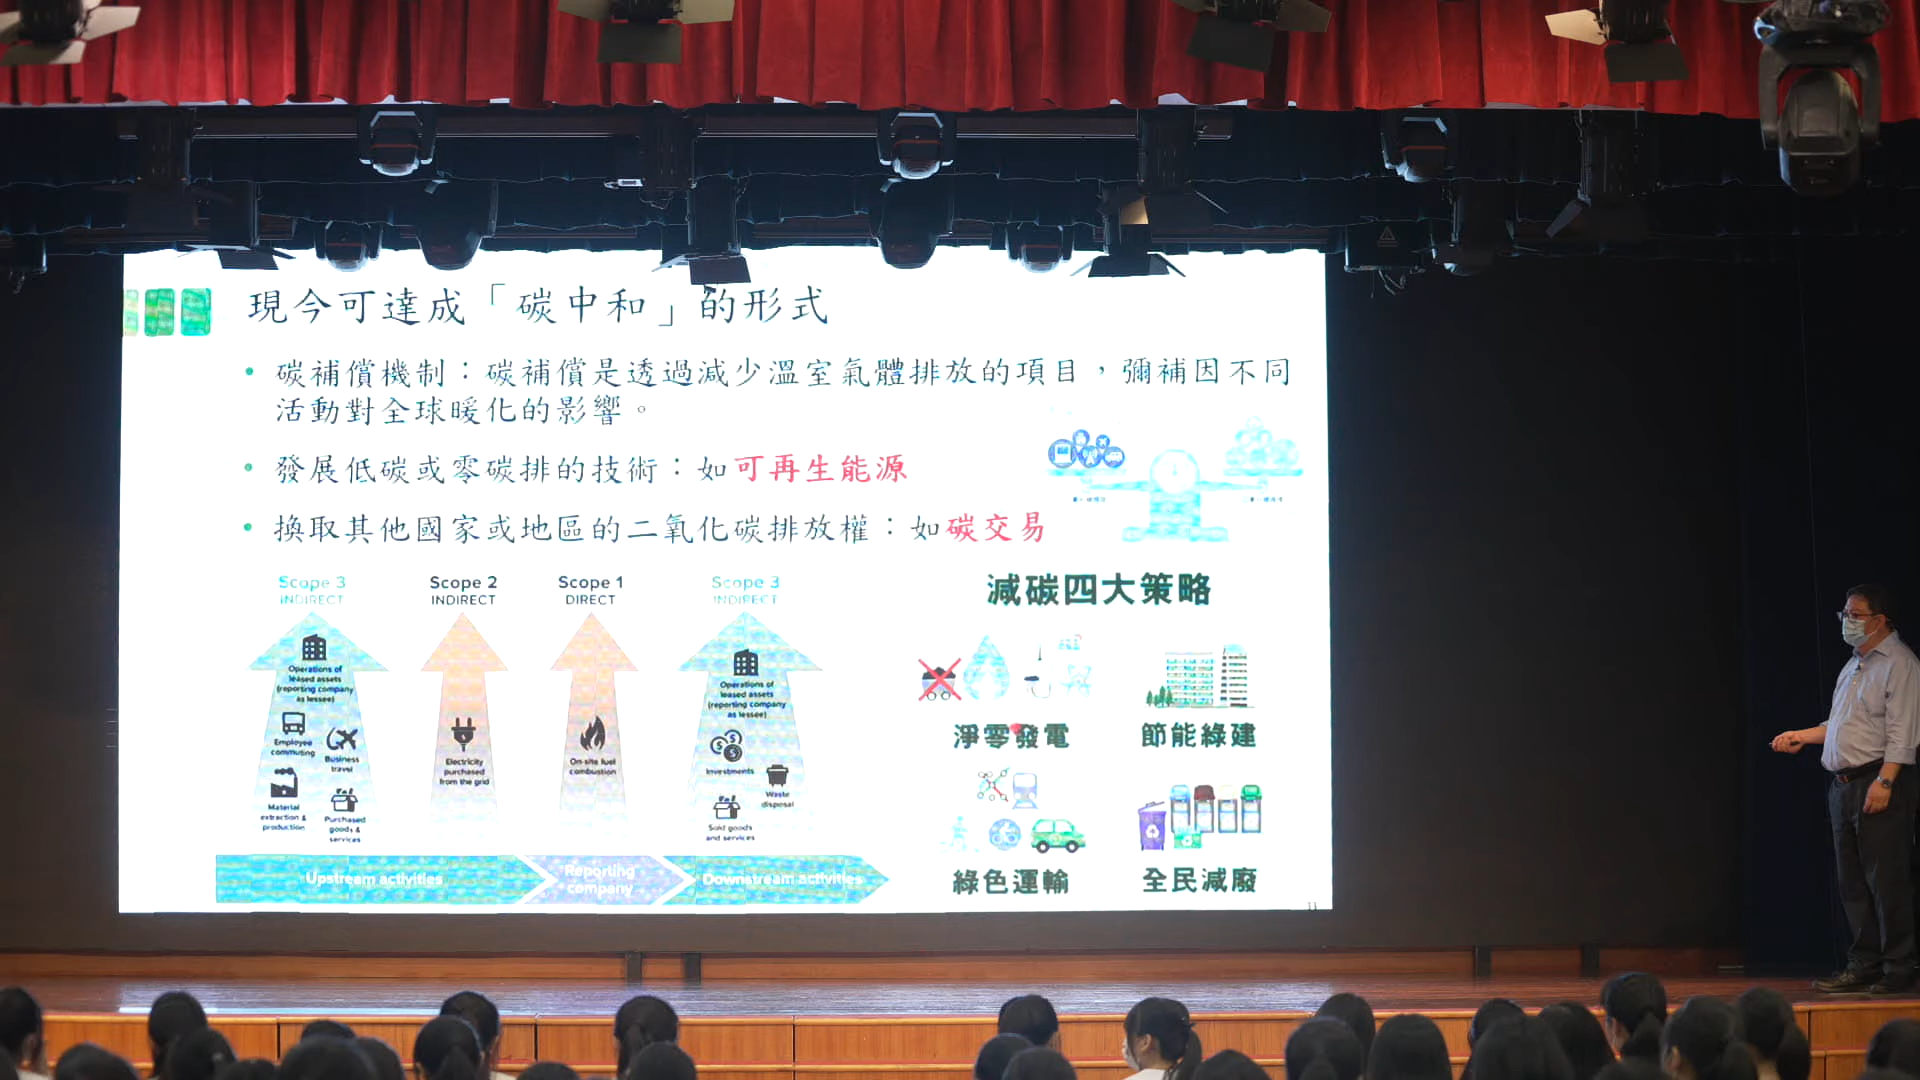 現今可達成「碳中和」的形式
• 碳補償機制：碳補償是透過減少溫室氣體排放的項目，彌補因不同
活動對全球暖化的影響。
• 發展低碳或零碳排的技術：如可再生能源
• 換取其他國家或地區的二氧化碳排放權：如碳交易
Scope 3
INDIRECT
Operations of
leased assets
(reporting company
as lessee)
Employee
commuting
Business
travel
Material
extraction &
production
Purchased
goods &
services
Scope 2
INDIRECT
Electricity
purchased
from the grid
Scope 1
DIRECT
On-site fuel
combustion
Scope 3
INDIRECT
Operations of
leased assets
(reporting company
as lessee)
Investments
Waste
disposal
Sold goods
and services
Upstream activities
Reporting
company
Downstream activities
減碳四大策略
淨零發電
節能綠建
綠色運輸
全民減廢
11